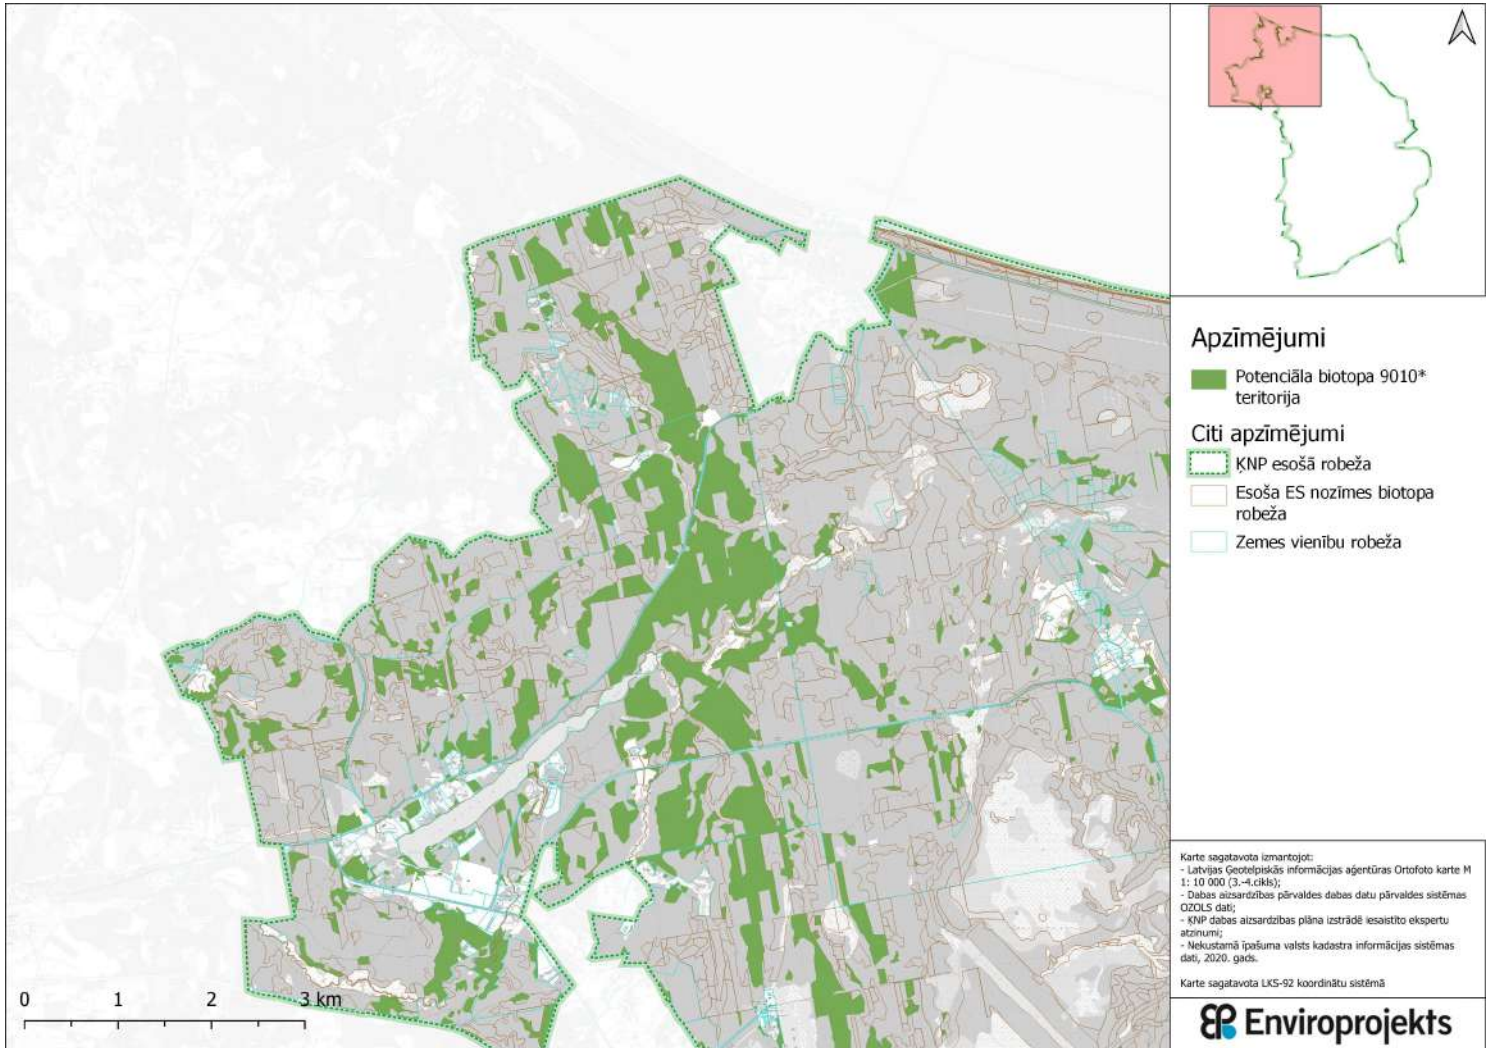 Apzīmējumi
Potenciāla biotopa 9010*
teritorija
Citi apzīmējumi
ĶNP esošā robeža
Esoša ES nozīmes biotopa
robeža
Zemes vienību robeža
Karte sagatavota izmantojot:
- Latvijas Ģeotelpiskās informācijas aģentūras Ortofoto karte M
1: 10 000 (3.-4.cikls);
- Dabas aizsardzības pārvaldes dabas datu pārvaldes sistēmas
OZOLS dati;
- ĶNP dabas aizsardzības plāna izstrādē iesaistīto ekspertu
atzinumi;
- Nekustamā īpašuma valsts kadastra informācijas sistēmas
dati, 2020. gads.
Karte sagatavota LKS-92 koordinātu sistēmā
0 1 2 3 km
Enviroprojekts